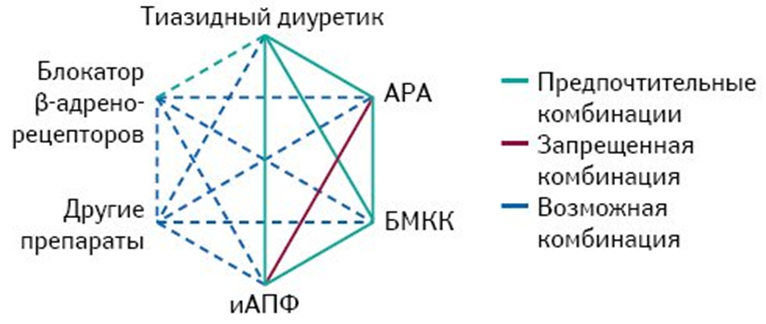 Тиазидный диуретик
Блокатор
β-адрено-
рецепторов
АРА
Другие
препараты
БМКК
иАПФ
Предпочтительные
комбинации
Запрещенная
комбинация
Возможная
комбинация